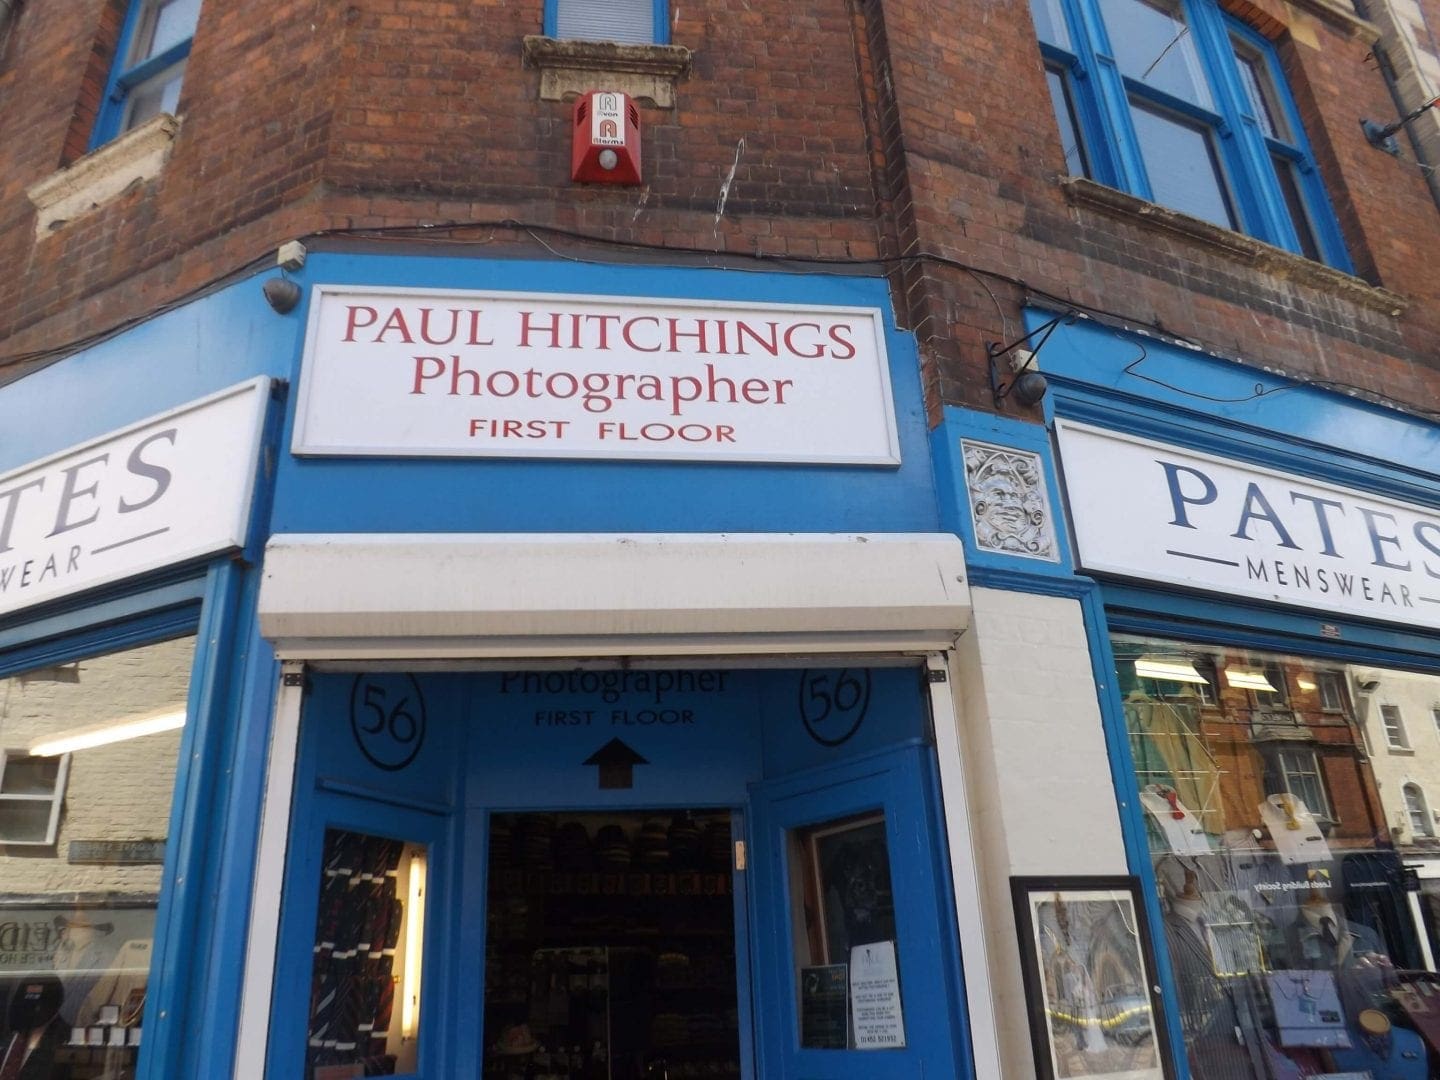 Avon
Alarms
PAUL HITCHINGS
Photographer
FIRST FLOOR
TES
WEAR
PATES
MENSWEAR
56
Photographer
FIRST FLOOR
56
Leeds Building Society
REID